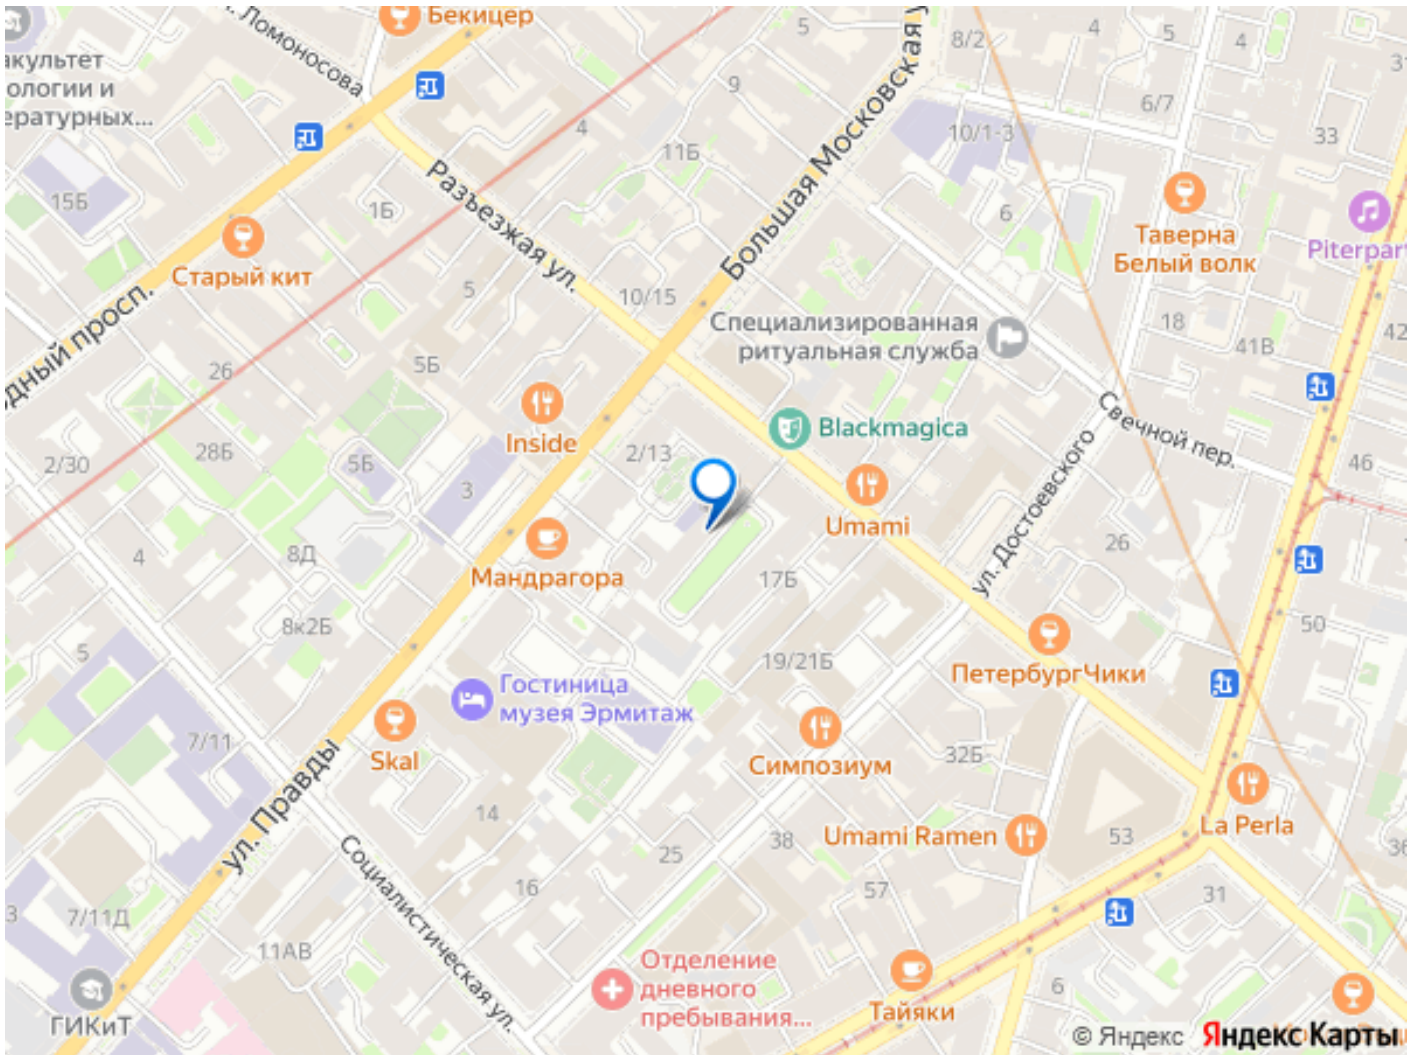 Бекицер
Ломоносова
8/2
5
4
5
4
акультет
ологии и
ературных...
9
6/7
4
10/1-3
33
11Б
15Б
Большая Московская
Разъезжая ул.
1Б
6
Таверна
Белый волк
Piterpart
Старый кит
5
10/15
Специализированная
ритуальная служба
18
41В
42
дный просп.
5Б
26
Inside
Blackmagica
Свечной пер.
2/30
28Б
5Б
3
2/13
46
Umami
ул. Достоевского
26
4
8Д
Мандрагора
17Б
8к2Б
50
5
19/21Б
ПетербургЧики
Гостиница
музея Эрмитаж
7/11
Skal
Симпозиум
32Б
ул. Правды
14
La Perla
Umami Ramen
53
38
25
36
Социалистическая ул.
16
57
31
3
7/11Д
11АВ
Отделение
дневного
пребывания...
6
Тайяки
ГИКиТ
© Яндекс Яндекс Карты